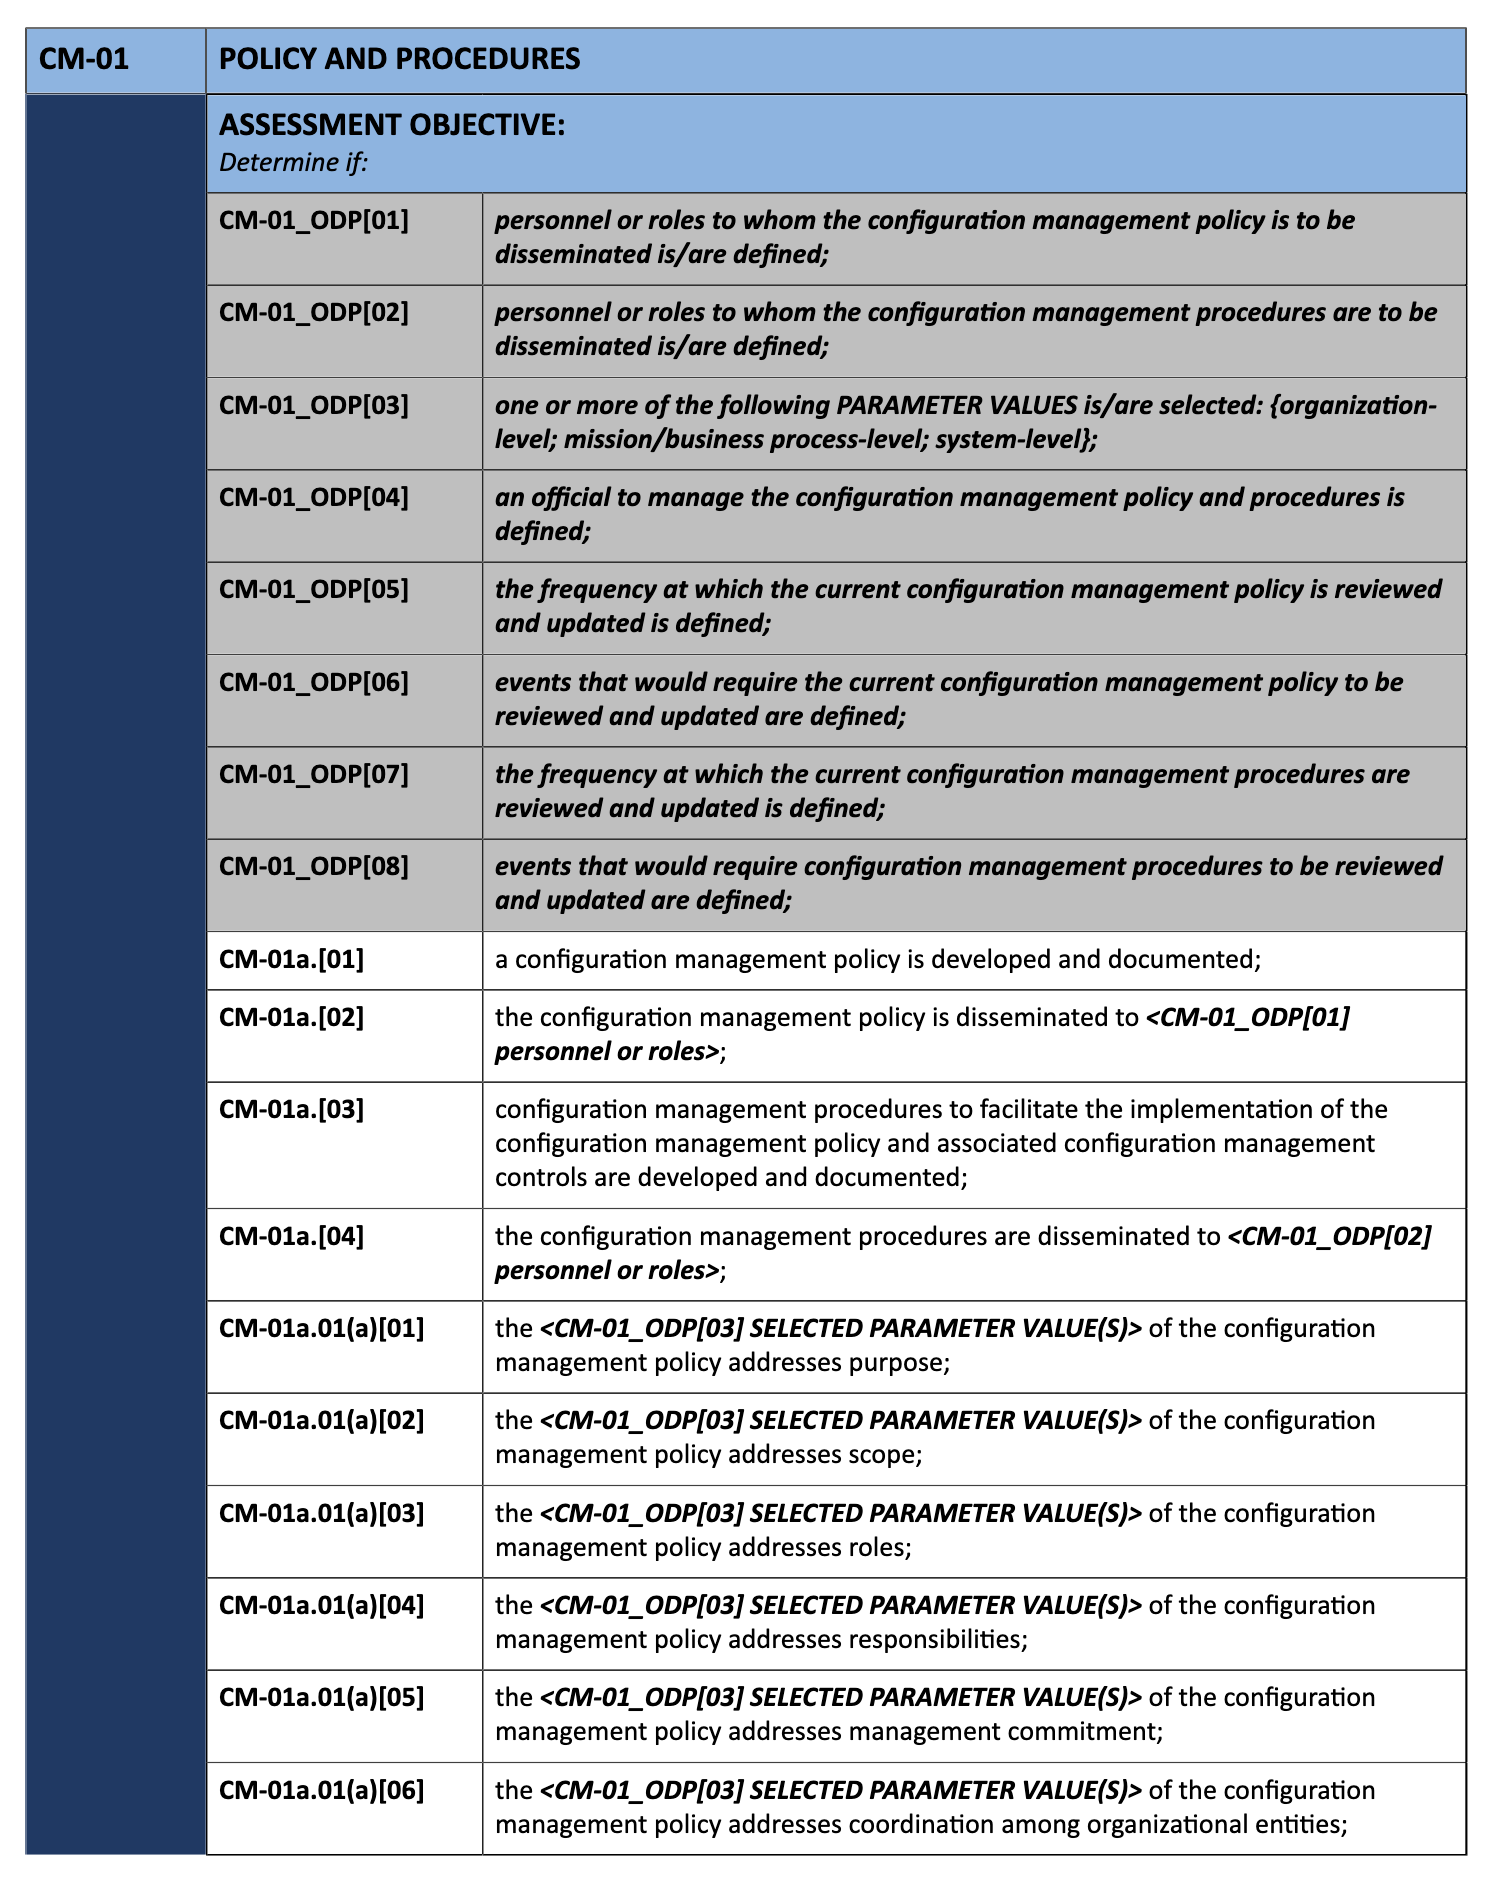 CM-01 POLICY AND PROCEDURES
ASSESSMENT OBJECTIVE:
Determine if:
CM-01_ODP[01] personnel or roles to whom the configuration management policy is to be
disseminated is/are defined;
CM-01_ODP[02] personnel or roles to whom the configuration management procedures are to be
disseminated is/are defined;
CM-01_ODP[03] one or more of the following PARAMETER VALUES is/are selected: {organization-
level; mission/business process-level; system-level};
CM-01_ODP[04] an official to manage the configuration management policy and procedures is
defined;
CM-01_ODP[05] the frequency at which the current configuration management policy is reviewed
and updated is defined;
CM-01_ODP[06] events that would require the current configuration management policy to be
reviewed and updated are defined;
CM-01_ODP[07] the frequency at which the current configuration management procedures are
reviewed and updated is defined;
CM-01_ODP[08] events that would require configuration management procedures to be reviewed
and updated are defined;
CM-01a.[01] a configuration management policy is developed and documented;
CM-01a.[02] the configuration management policy is disseminated to <CM-01_ODP[01]
personnel or roles>;
CM-01a.[03] configuration management procedures to facilitate the implementation of the
configuration management policy and associated configuration management
controls are developed and documented;
CM-01a.[04] the configuration management procedures are disseminated to <CM-01_ODP[02]
personnel or roles>;
CM-01a.01(a)[01] the <CM-01_ODP[03] SELECTED PARAMETER VALUE(S)> of the configuration
management policy addresses purpose;
CM-01a.01(a)[02] the <CM-01_ODP[03] SELECTED PARAMETER VALUE(S)> of the configuration
management policy addresses scope;
CM-01a.01(a)[03] the <CM-01_ODP[03] SELECTED PARAMETER VALUE(S)> of the configuration
management policy addresses roles;
CM-01a.01(a)[04] the <CM-01_ODP[03] SELECTED PARAMETER VALUE(S)> of the configuration
management policy addresses responsibilities;
CM-01a.01(a)[05] the <CM-01_ODP[03] SELECTED PARAMETER VALUE(S)> of the configuration
management policy addresses management commitment;
CM-01a.01(a)[06] the <CM-01_ODP[03] SELECTED PARAMETER VALUE(S)> of the configuration
management policy addresses coordination among organizational entities;